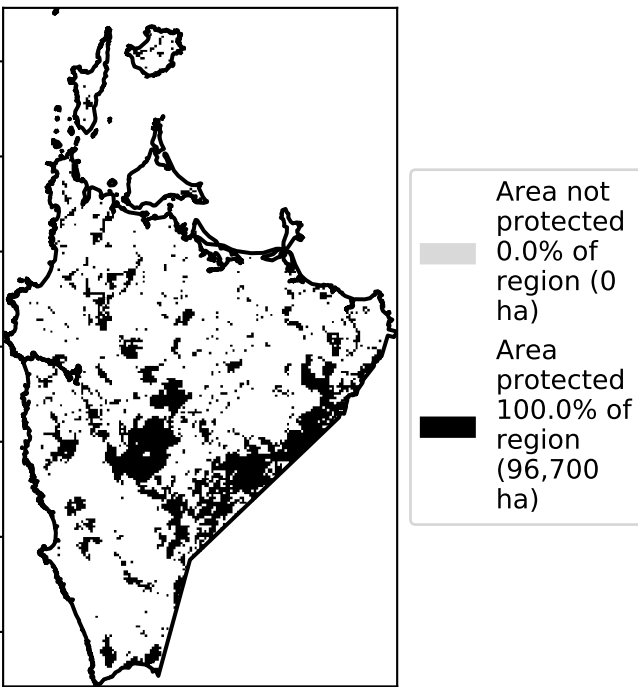 Area not
protected
0.0% of
region (0
ha)
Area
protected
100.0% of
region
(96,700
ha)